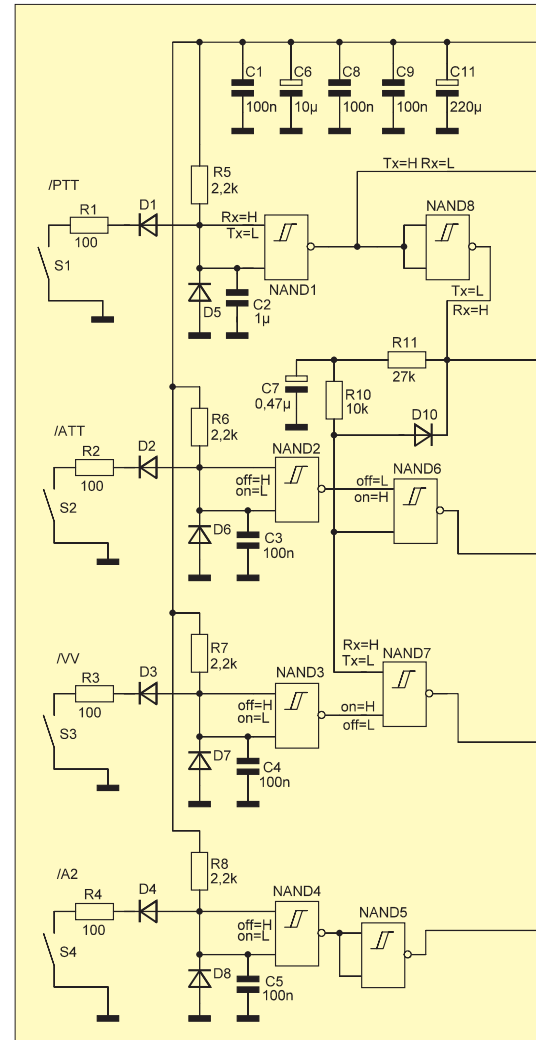 C1
100n
C6
10µ
C8
100n
C9
100n
C11
220µ
/PTT
R1
100
D1
S1
R5
2,2k
Rx=H
Tx=L
D5
C2
1µ
NAND1
Tx=H Rx=L
NAND8
Tx=L
Rx=H
R11
27k
C7
0,47µ
R10
10k
D10
/ATT
R2
100
D2
S2
R6
2,2k
D6
C3
100n
NAND2
off=H
on=L
off=L
on=H
NAND6
/VV
R3
100
D3
S3
R7
2,2k
D7
C4
100n
NAND3
off=H
on=L
Rx=H
Tx=L
on=H
off=L
NAND7
/A2
R4
100
D4
S4
R8
2,2k
D8
C5
100n
NAND4
off=H
on=L
NAND5